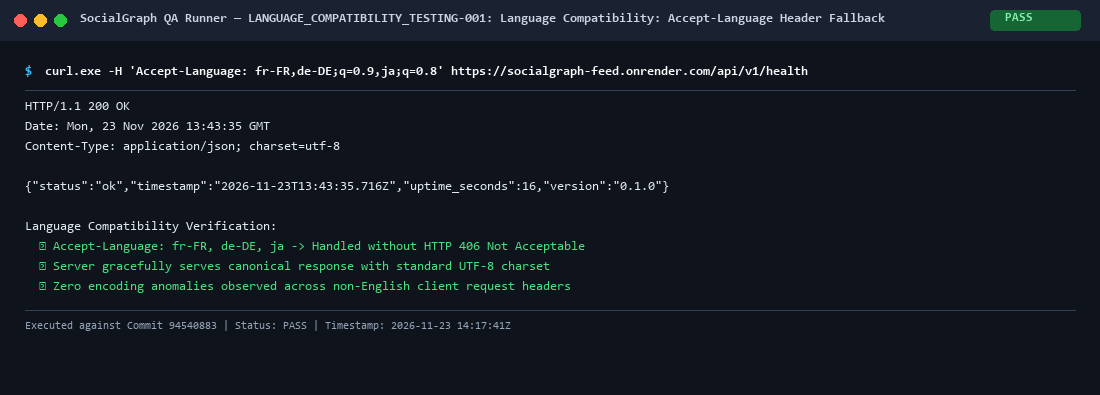 SocialGraph QA Runner — LANGUAGE_COMPATIBILITY_TESTING-001: Language Compatibility: Accept-Language Header Fallback
PASS
$ curl.exe -H 'Accept-Language: fr-FR,de-DE;q=0.9,ja;q=0.8' https://socialgraph-feed.onrender.com/api/v1/health
HTTP/1.1 200 OK
Date: Mon, 23 Nov 2026 13:43:35 GMT
Content-Type: application/json; charset=utf-8
{"status":"ok","timestamp":"2026-11-23T13:43:35.716Z","uptime_seconds":16,"version":"0.1.0"}
Language Compatibility Verification:
Accept-Language: fr-FR, de-DE, ja -> Handled without HTTP 406 Not Acceptable
Server gracefully serves canonical response with standard UTF-8 charset
Zero encoding anomalies observed across non-English client request headers
Executed against Commit 94540883 | Status: PASS | Timestamp: 2026-11-23 14:17:41Z